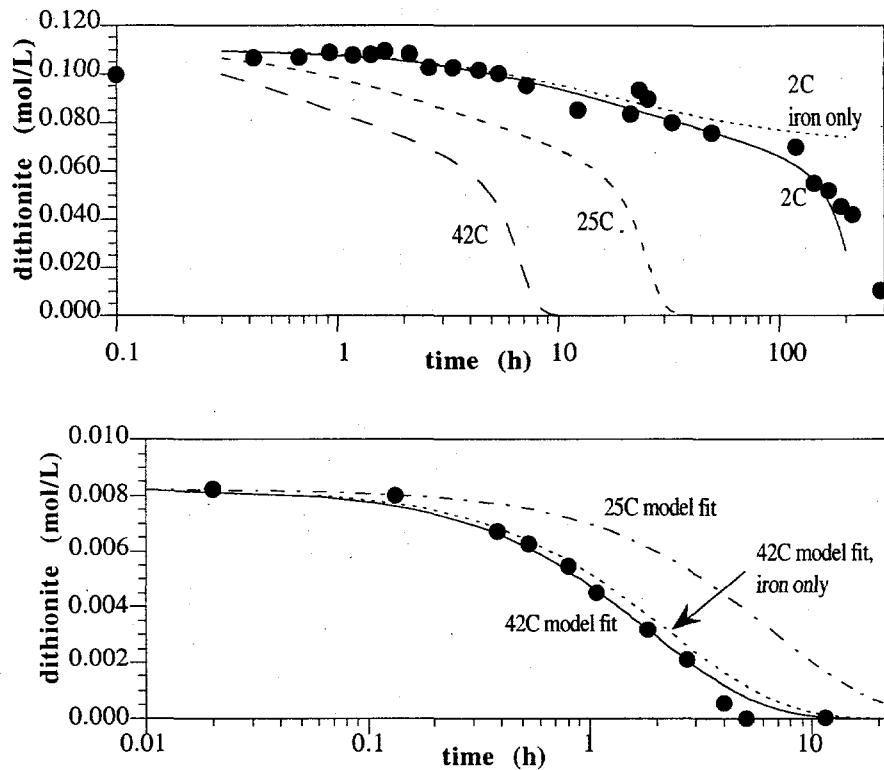 0.120
0.100
0.080
0.060
0.040
0.020
0.000
dithionite (mol/L)
2C
iron only
2C
25C
42C
0.1
1
10
100
time (h)
0.010
0.008
0.006
0.004
0.002
0.000
dithionite (mol/L)
25C model fit
42C model fit,
iron only
42C model fit
0.01
0.1
1
10
time (h)